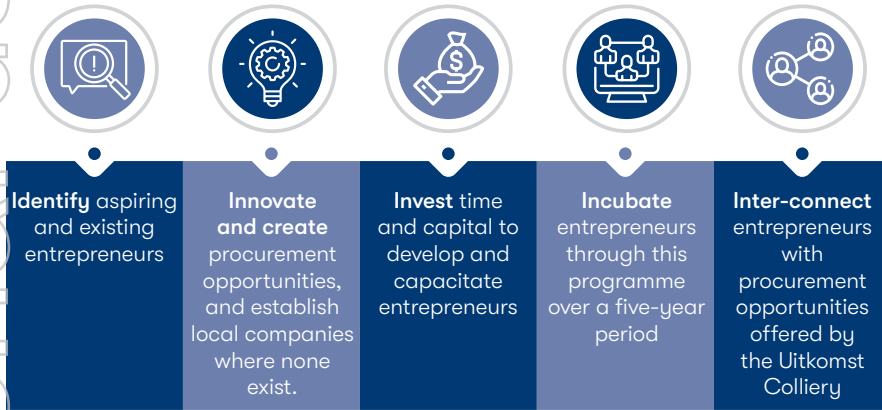 Identify aspiring
and existing
entrepreneurs
Innovate
and create
procurement
opportunities,
and establish
local companies
where none
exist.
Invest time
and capital to
develop and
capacitate
entrepreneurs
Incubate
entrepreneurs
through this
programme
over a five-year
period
Inter-connect
entrepreneurs
with
procurement
opportunities
offered by
the Uitkomst
Colliery